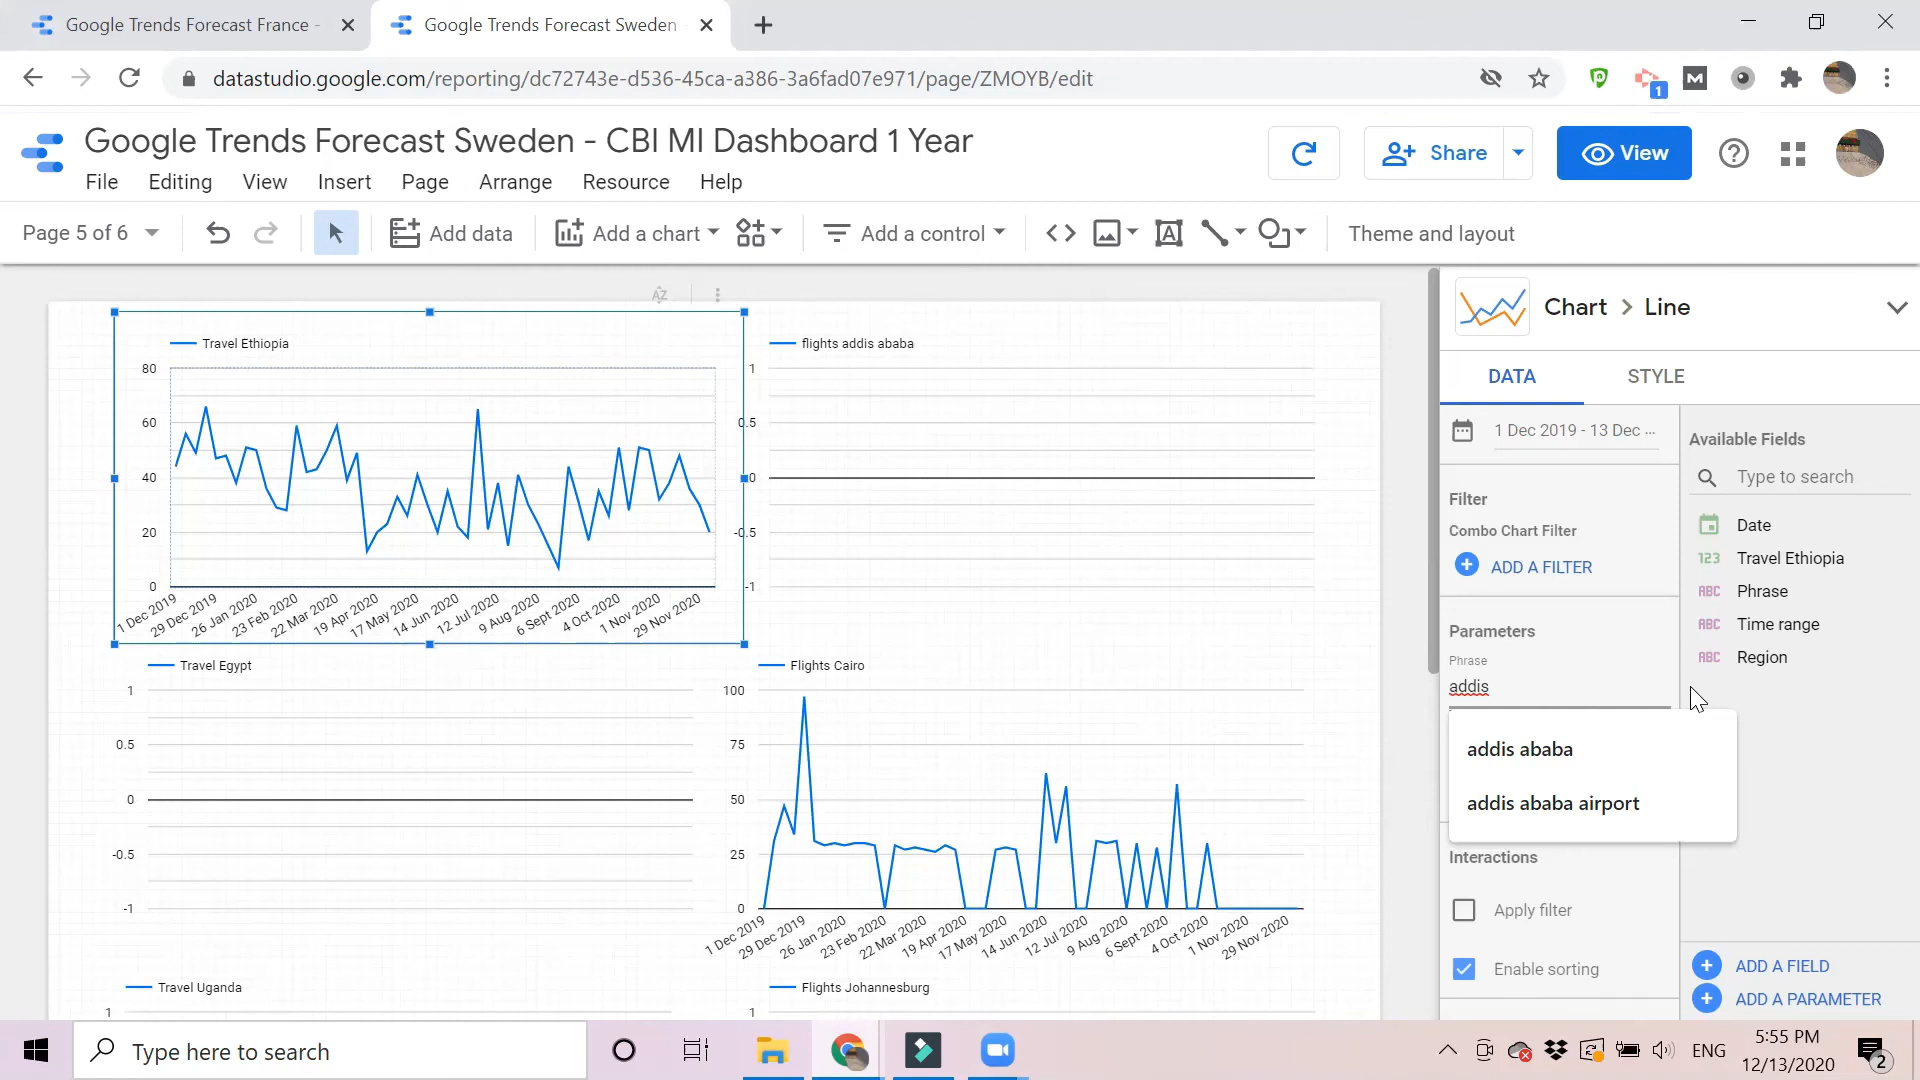 Google Trends Forecast France -
Google Trends Forecast Sweden
datastudio.google.com/reporting/dc72743e-d536-45ca-a386-3a6fad07e971/page/ZMOYB/edit
1
Google Trends Forecast Sweden - CBI MI Dashboard 1 Year
File Editing View Insert Page Arrange Resource Help
Share
View
Page 5 of 6
Add data
Add a chart
Add a control
Theme and layout
Travel Ethiopia
80
60
40
20
0
1 Dec 2019 29 Dec 2019 26 Jan 2020 23 Feb 2020 22 Mar 2020 19 Apr 2020 17 May 2020 14 Jun 2020 12 Jul 2020 9 Aug 2020 6 Sept 2020 4 Oct 2020 1 Nov 2020 29 Nov 2020
flights addis ababa
1
0.5
0
-0.5
-1
Travel Egypt
1
0.5
0
-0.5
-1
Flights Cairo
100
75
50
25
0
1 Dec 2019 29 Dec 2019 26 Jan 2020 23 Feb 2020 22 Mar 2020 19 Apr 2020 17 May 2020 14 Jun 2020 12 Jul 2020 9 Aug 2020 6 Sept 2020 4 Oct 2020 1 Nov 2020 29 Nov 2020
Travel Uganda
1
Flights Johannesburg
1
Chart > Line
DATA STYLE
1 Dec 2019 - 13 Dec ...
Filter
Combo Chart Filter
ADD A FILTER
Parameters
Phrase
addis
addis ababa
addis ababa airport
Interactions
Apply filter
Enable sorting
Available Fields
Type to search
Date
123 Travel Ethiopia
ABC Phrase
ABC Time range
ABC Region
ADD A FIELD
ADD A PARAMETER
Type here to search
ENG
5:55 PM
12/13/2020
2